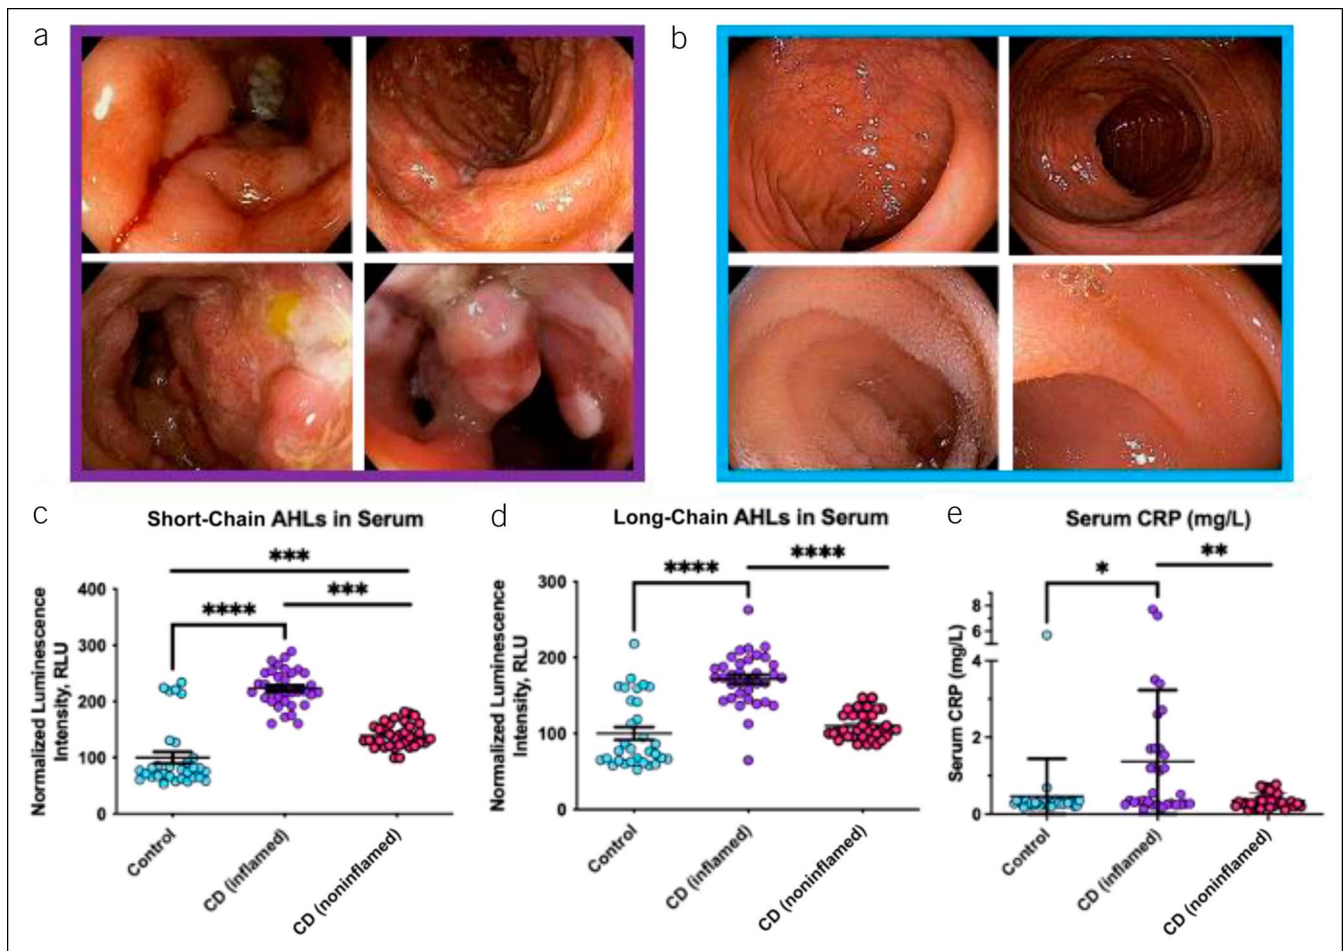 a
b
c
Short-Chain AHLs in Serum
***
****
***
Normalized Luminescence
Intensity, RLU
400
300
200
100
0
Control
CD (inflamed)
CD (noninflamed)
d
Long-Chain AHLs in Serum
****
****
Normalized Luminescence
Intensity, RLU
300
200
100
0
Control
CD (inflamed)
CD (noninflamed)
e
Serum CRP (mg/L)
*
**
Serum CRP (mg/L)
8
6
4
2
0
Control
CD (inflamed)
CD (noninflamed)